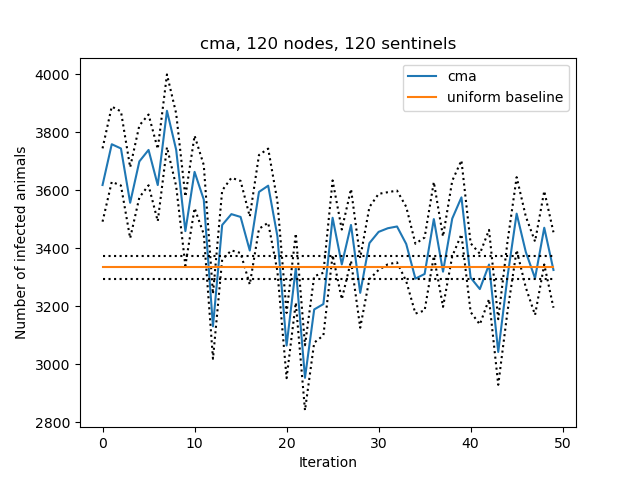 cma, 120 nodes, 120 sentinels
cma
uniform baseline
4000
3800
3600
3400
3200
3000
2800
Number of infected animals
0 10 20 30 40 50
Iteration